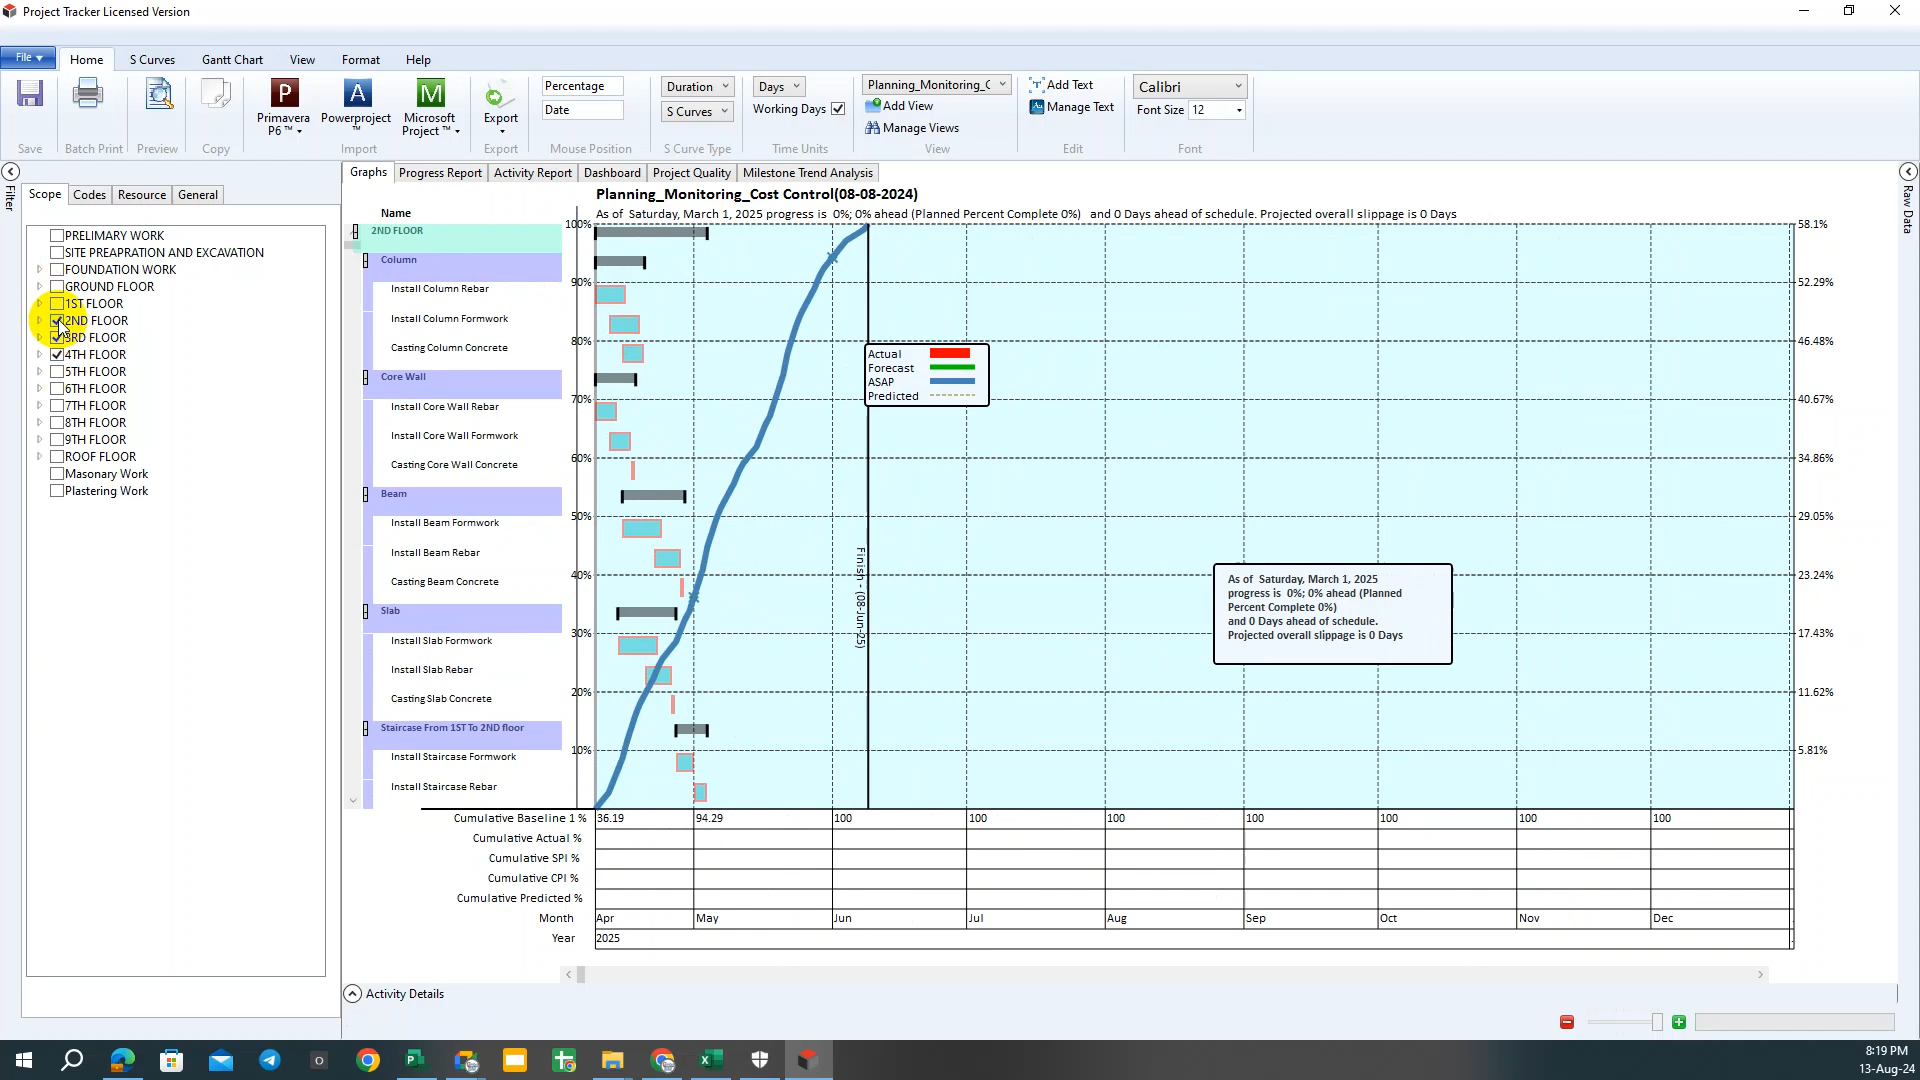 Project Tracker Licensed Version
File
Home
S Curves
Gantt Chart
View
Format
Help
Save
Batch Print
Preview
Copy
Primavera
P6 ™
Powerproject
™
Microsoft
Project ™
Import
Export
Export
Percentage
Date
Mouse Position
Duration
S Curves
S Curve Type
Days
Working Days
Time Units
Planning_Monitoring_C
Add View
Manage Views
View
Add Text
Manage Text
Edit
Calibri
Font Size 12
Font
Filter
Scope
Codes
Resource
General
PRELIMARY WORK
SITE PREAPRATION AND EXCAVATION
FOUNDATION WORK
GROUND FLOOR
1ST FLOOR
2ND FLOOR
3RD FLOOR
4TH FLOOR
5TH FLOOR
6TH FLOOR
7TH FLOOR
8TH FLOOR
9TH FLOOR
ROOF FLOOR
Masonary Work
Plastering Work
Graphs
Progress Report
Activity Report
Dashboard
Project Quality
Milestone Trend Analysis
Raw Data
Planning_Monitoring_Cost Control(08-08-2024)
As of Saturday, March 1, 2025 progress is 0%; 0% ahead (Planned Percent Complete 0%) and 0 Days ahead of schedule. Projected overall slippage is 0 Days
Name
2ND FLOOR
Column
Install Column Rebar
Install Column Formwork
Casting Column Concrete
Core Wall
Install Core Wall Rebar
Install Core Wall Formwork
Casting Core Wall Concrete
Beam
Install Beam Formwork
Install Beam Rebar
Casting Beam Concrete
Slab
Install Slab Formwork
Install Slab Rebar
Casting Slab Concrete
Staircase From 1ST To 2ND floor
Install Staircase Formwork
Install Staircase Rebar
100%
90%
80%
70%
60%
50%
40%
30%
20%
10%
58.1%
52.29%
46.48%
40.67%
34.86%
29.05%
23.24%
17.43%
11.62%
5.81%
Actual
Forecast
ASAP
Predicted
Finish - (08-Jun-25)
As of Saturday, March 1, 2025
progress is 0%; 0% ahead (Planned
Percent Complete 0%)
and 0 Days ahead of schedule.
Projected overall slippage is 0 Days
Cumulative Baseline 1 % 36.19 94.29 100 100 100 100 100 100 100
Cumulative Actual %
Cumulative SPI %
Cumulative CPI %
Cumulative Predicted %
Month Apr May Jun Jul Aug Sep Oct Nov Dec
Year 2025
Activity Details
8:19 PM
13-Aug-24